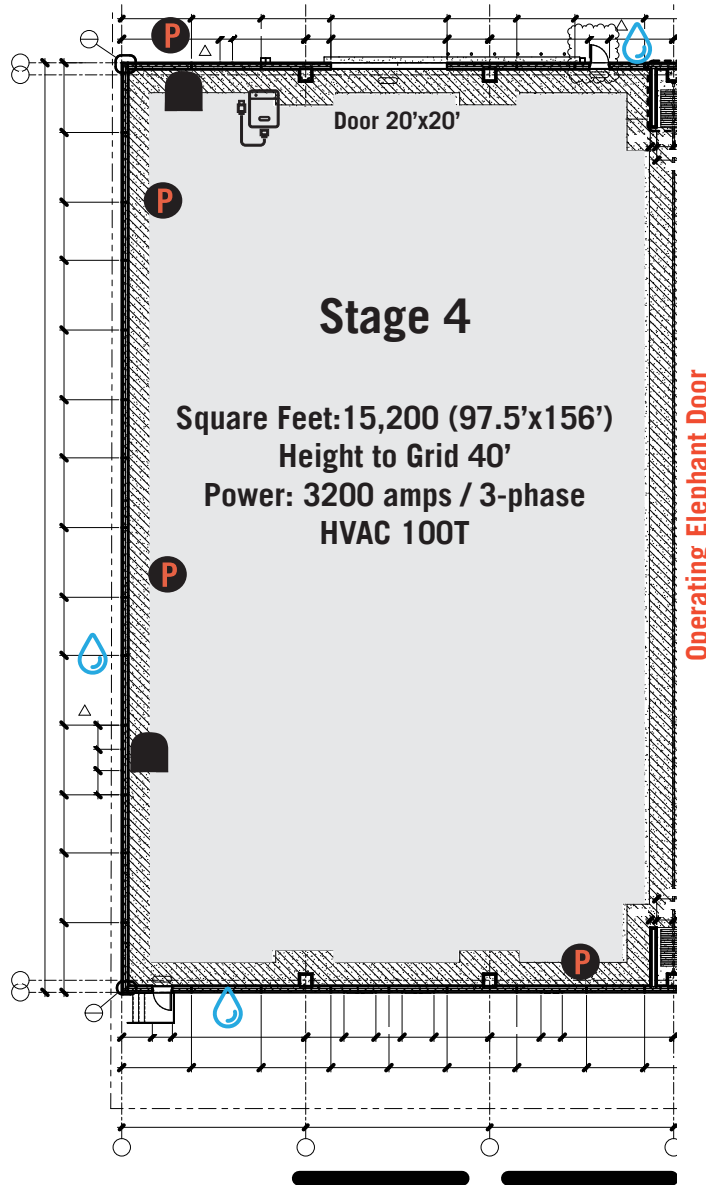 P
Door 20'x20'
P
Stage 4
Square Feet:15,200 (97.5'x156')
Height to Grid 40'
Power: 3200 amps / 3-phase
HVAC 100T
Operating Elephant Door
P
P